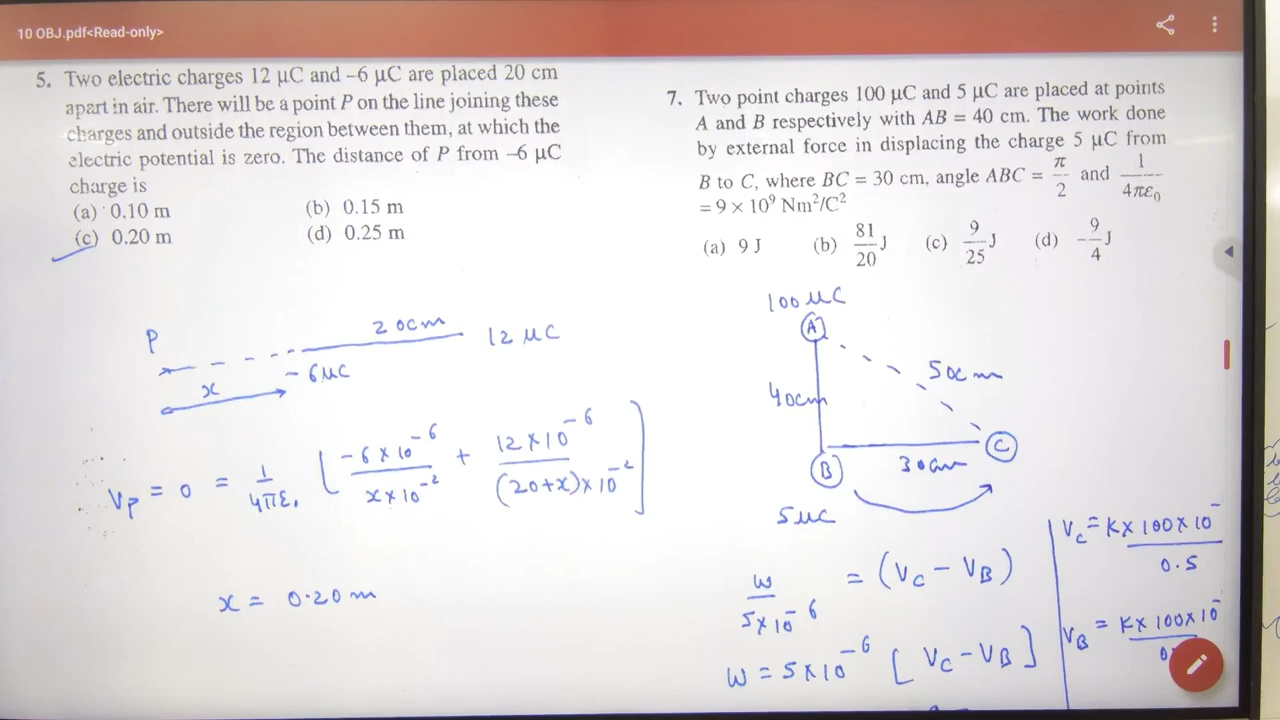 10 OBJ.pdf<Read-only>
5. Two electric charges 12 μC and –6 μC are placed 20 cm
apart in air. There will be a point P on the line joining these
charges and outside the region between them, at which the
electric potential is zero. The distance of P from –6 μC
charge is
(a) 0.10 m (b) 0.15 m
(c) 0.20 m (d) 0.25 m
P 20cm 12 μC
x -6μC
Vp = 0 = 1/4πε. [ -6×10^-6 / x×10^-2 + 12×10^-6 / (20+x)×10^-2 ]
x = 0.20 m
7. Two point charges 100 μC and 5 μC are placed at points
A and B respectively with AB = 40 cm. The work done
by external force in displacing the charge 5 μC from
B to C, where BC = 30 cm, angle ABC = π/2 and 1/4πε₀
= 9 × 10⁹ Nm²/C²
(a) 9 J (b) 81/20 J (c) 9/25 J (d) –9/4 J
100 μC
A
40cm 50cm
B 30cm C
5μC
W/5×10^-6 = (Vc – VB)
W = 5×10^-6 [ Vc – VB ]
Vc = K×100×10^- / 0.5
VB = K×100×10^- / 0.